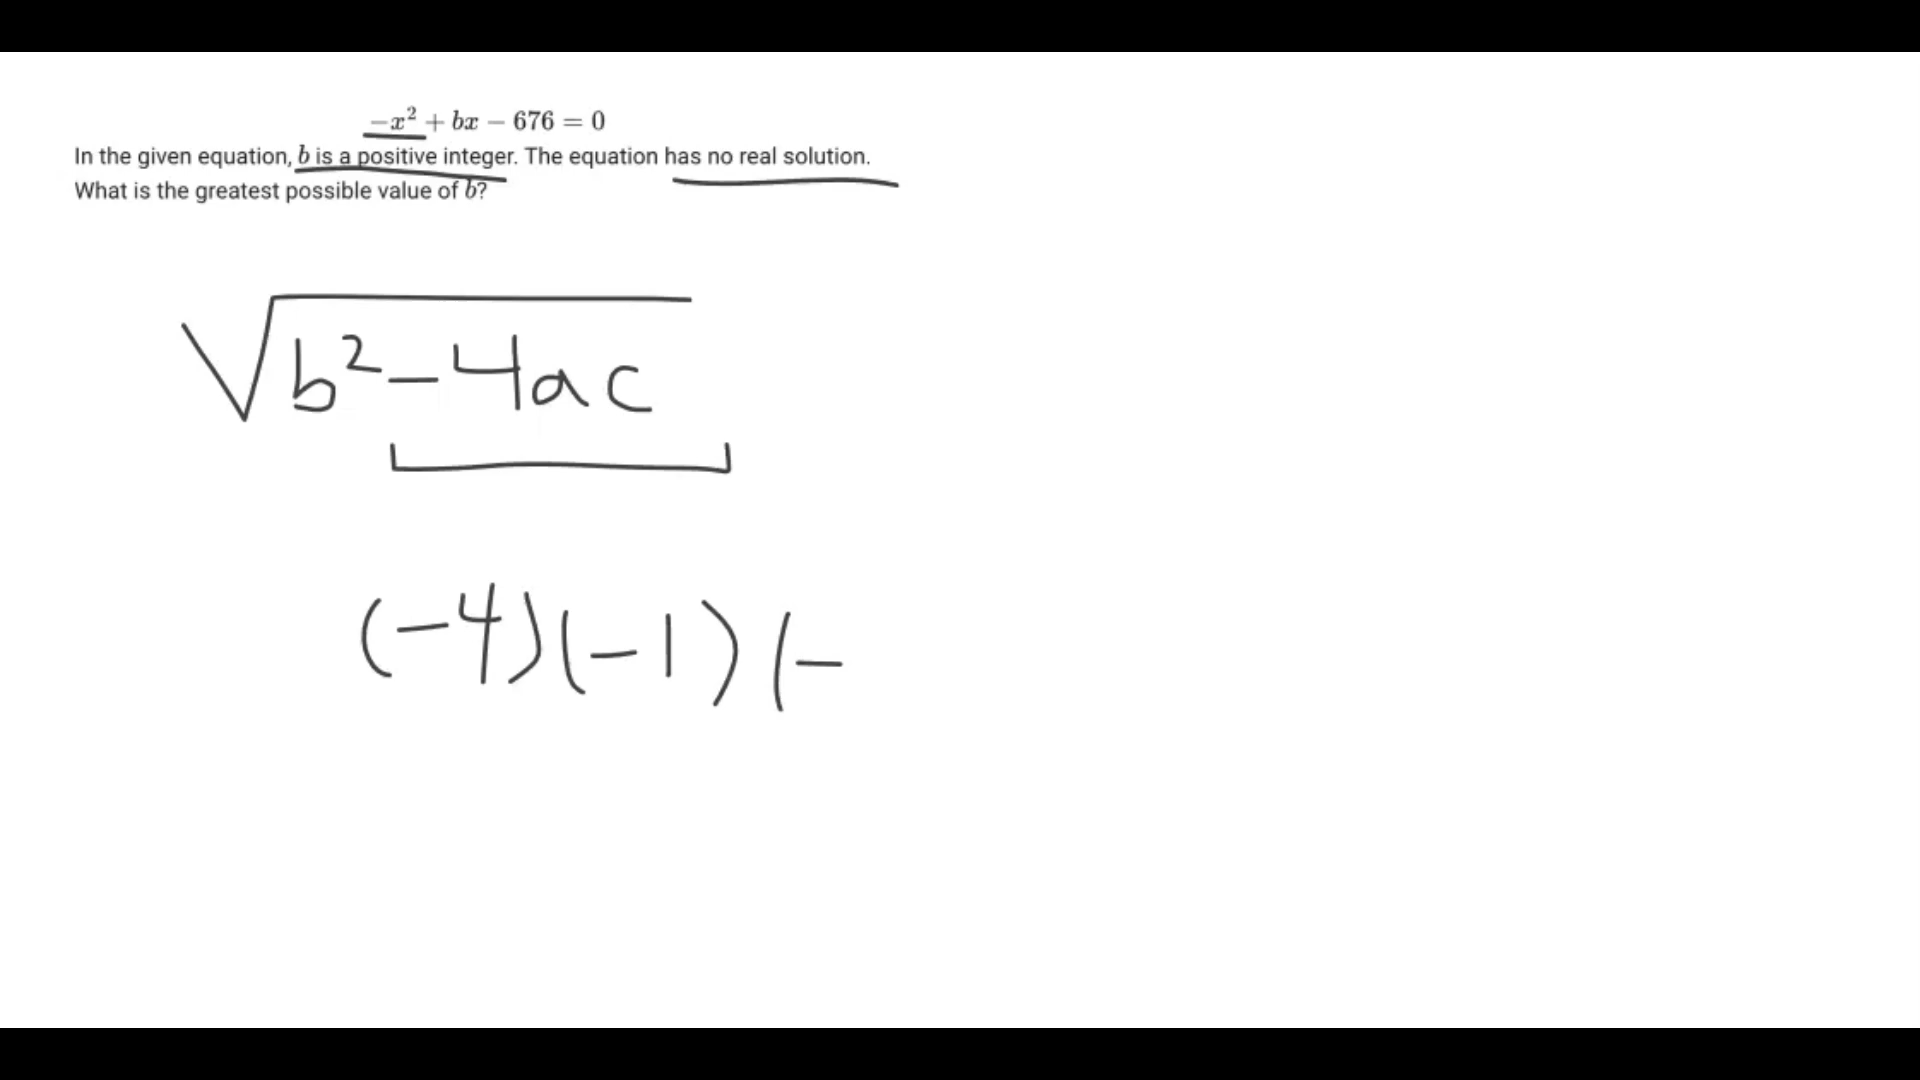 −x² + bx − 676 = 0
In the given equation, b is a positive integer. The equation has no real solution.
What is the greatest possible value of b?
√b²−4ac
(−4)(−1)(−